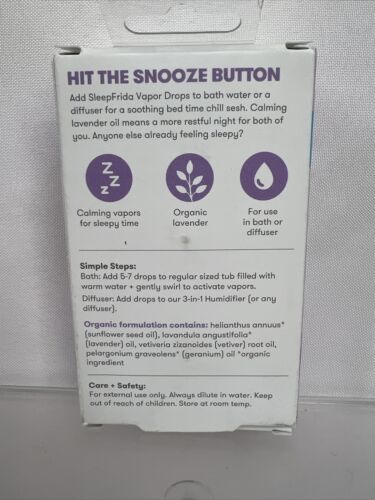 HIT THE SNOOZE BUTTON
Add SleepFrida Vapor Drops to bath water or a
diffuser for a soothing bed time chill sesh. Calming
lavender oil means a more restful night for both of
you. Anyone else already feeling sleepy?
Z
Z
Z
Z
Calming vapors
for sleepy time
Organic
lavender
For use
in bath or
diffuser
Simple Steps:
Bath: Add 5-7 drops to regular sized tub filled with
warm water + gently swirl to activate vapors.
Diffuser: Add drops to our 3-in-1 Humidifier (or any
diffuser).
Organic formulation contains: helianthus annuus*
(sunflower seed oil), lavandula angustifolia*
(lavender) oil, vetiveria zizanoides (vetiver) root oil,
pelargonium graveolens* (geranium) oil *organic
ingredient
Care + Safety:
For external use only. Always dilute in water. Keep
out of reach of children. Store at room temp.